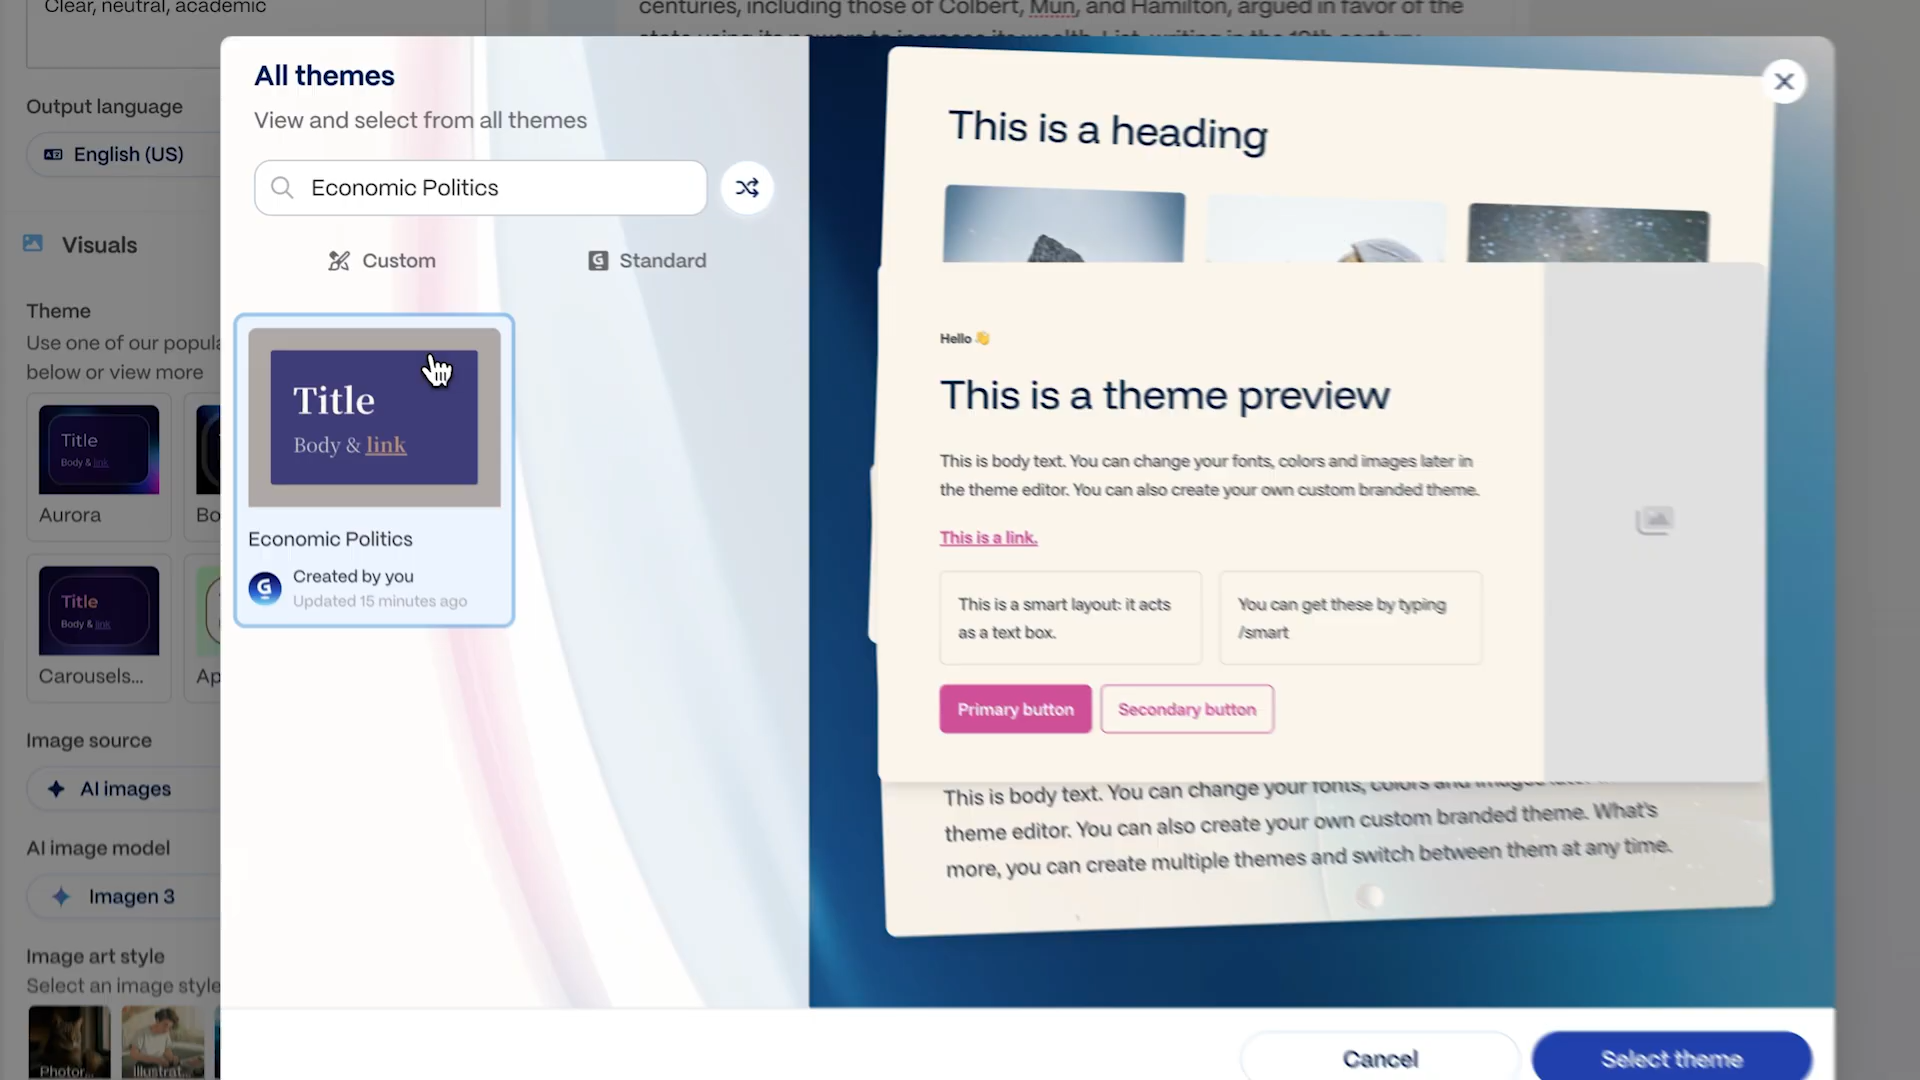 Clear, neutral, academic
centuries, including those of Colbert, Mun, and Hamilton, argued in favor of the
Output language
English (US)
Visuals
Theme
Use one of our popula
below or view more
Title
Body & link
Aurora
Bo
Title
Body & link
Carousels...
Ap
Image source
AI images
AI image model
Imagen 3
Image art style
Select an image style
Photor...
Illustrat...
All themes
View and select from all themes
Economic Politics
Custom
Standard
Title
Body & link
Economic Politics
G
Created by you
Updated 15 minutes ago
This is a heading
Hello 👋
This is a theme preview
This is body text. You can change your fonts, colors and images later in
the theme editor. You can also create your own custom branded theme.
This is a link.
This is a smart layout: it acts
as a text box.
You can get these by typing
/smart
Primary button
Secondary button
This is body text. You can change your fonts, colors and images later
theme editor. You can also create your own custom branded theme. What's
more, you can create multiple themes and switch between them at any time.
Cancel
Select theme